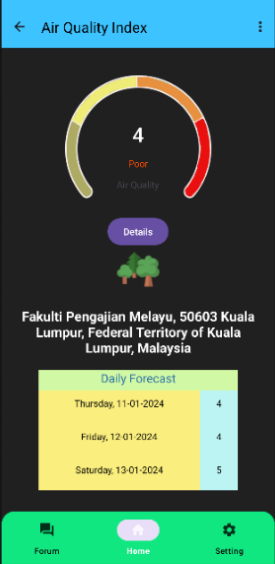 Air Quality Index
4
Poor
Air Quality
Details
Fakulti Pengajian Melayu, 50603 Kuala
Lumpur, Federal Territory of Kuala
Lumpur, Malaysia
Daily Forecast
Thursday, 11-01-2024 4
Friday, 12-01-2024 4
Saturday, 13-01-2024 5
Forum Home Setting